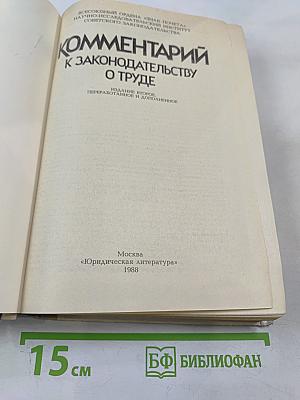 ВСЕСОЮЗНЫЙ ОРДЕНА «ЗНАК ПОЧЕТА»
НАУЧНО-ИССЛЕДОВАТЕЛЬСКИЙ ИНСТИТУТ
СОВЕТСКОГО ЗАКОНОДАТЕЛЬСТВА
КОММЕНТАРИЙ
К ЗАКОНОДАТЕЛЬСТВУ
О ТРУДЕ
ИЗДАНИЕ ВТОРОЕ,
ПЕРЕРАБОТАННОЕ И ДОПОЛНЕННОЕ
Москва
«Юридическая литература»
1988
15 см
БФ БИБЛИОФАН